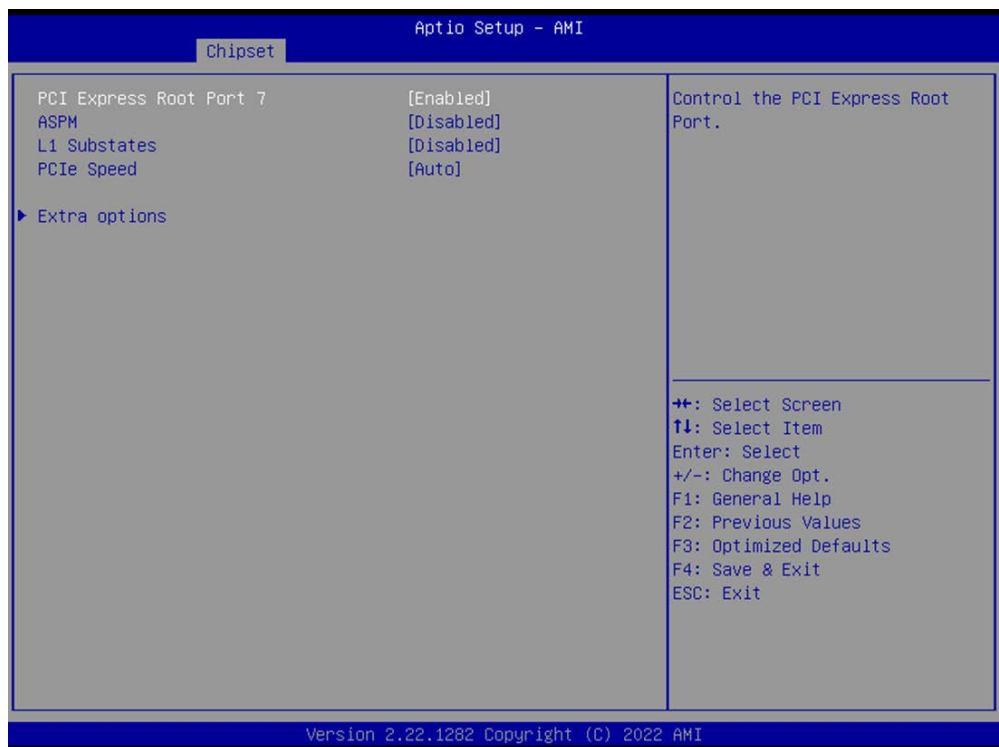 Aptio Setup – AMI
Chipset
PCI Express Root Port 7 [Enabled]
ASPM [Disabled]
L1 Substates [Disabled]
PCIe Speed [Auto]
▶ Extra options
Control the PCI Express Root
Port.
→←: Select Screen
↑↓: Select Item
Enter: Select
+/-: Change Opt.
F1: General Help
F2: Previous Values
F3: Optimized Defaults
F4: Save & Exit
ESC: Exit
Version 2.22.1282 Copyright (C) 2022 AMI